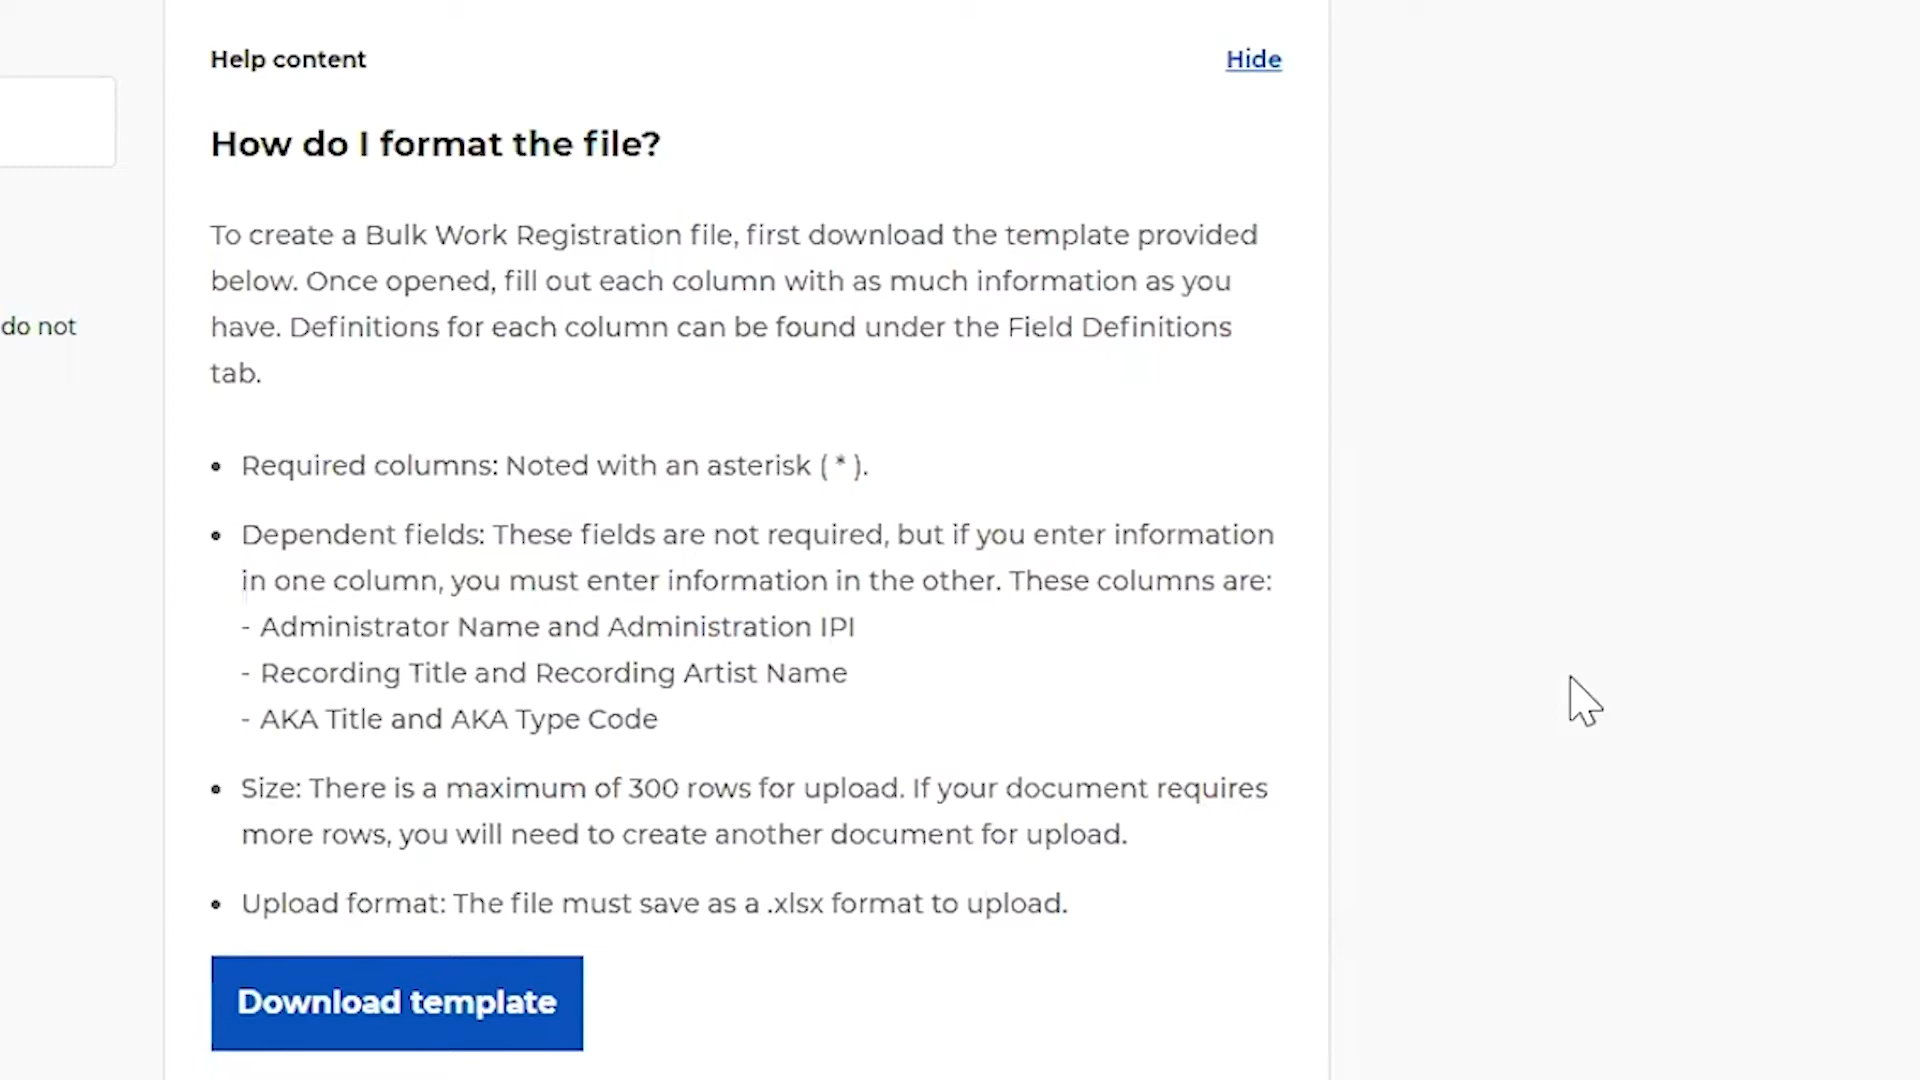 Help content
Hide
How do I format the file?
To create a Bulk Work Registration file, first download the template provided
below. Once opened, fill out each column with as much information as you
have. Definitions for each column can be found under the Field Definitions
tab.
do not
• Required columns: Noted with an asterisk ( * ).
• Dependent fields: These fields are not required, but if you enter information
in one column, you must enter information in the other. These columns are:
- Administrator Name and Administration IPI
- Recording Title and Recording Artist Name
- AKA Title and AKA Type Code
• Size: There is a maximum of 300 rows for upload. If your document requires
more rows, you will need to create another document for upload.
• Upload format: The file must save as a .xlsx format to upload.
Download template